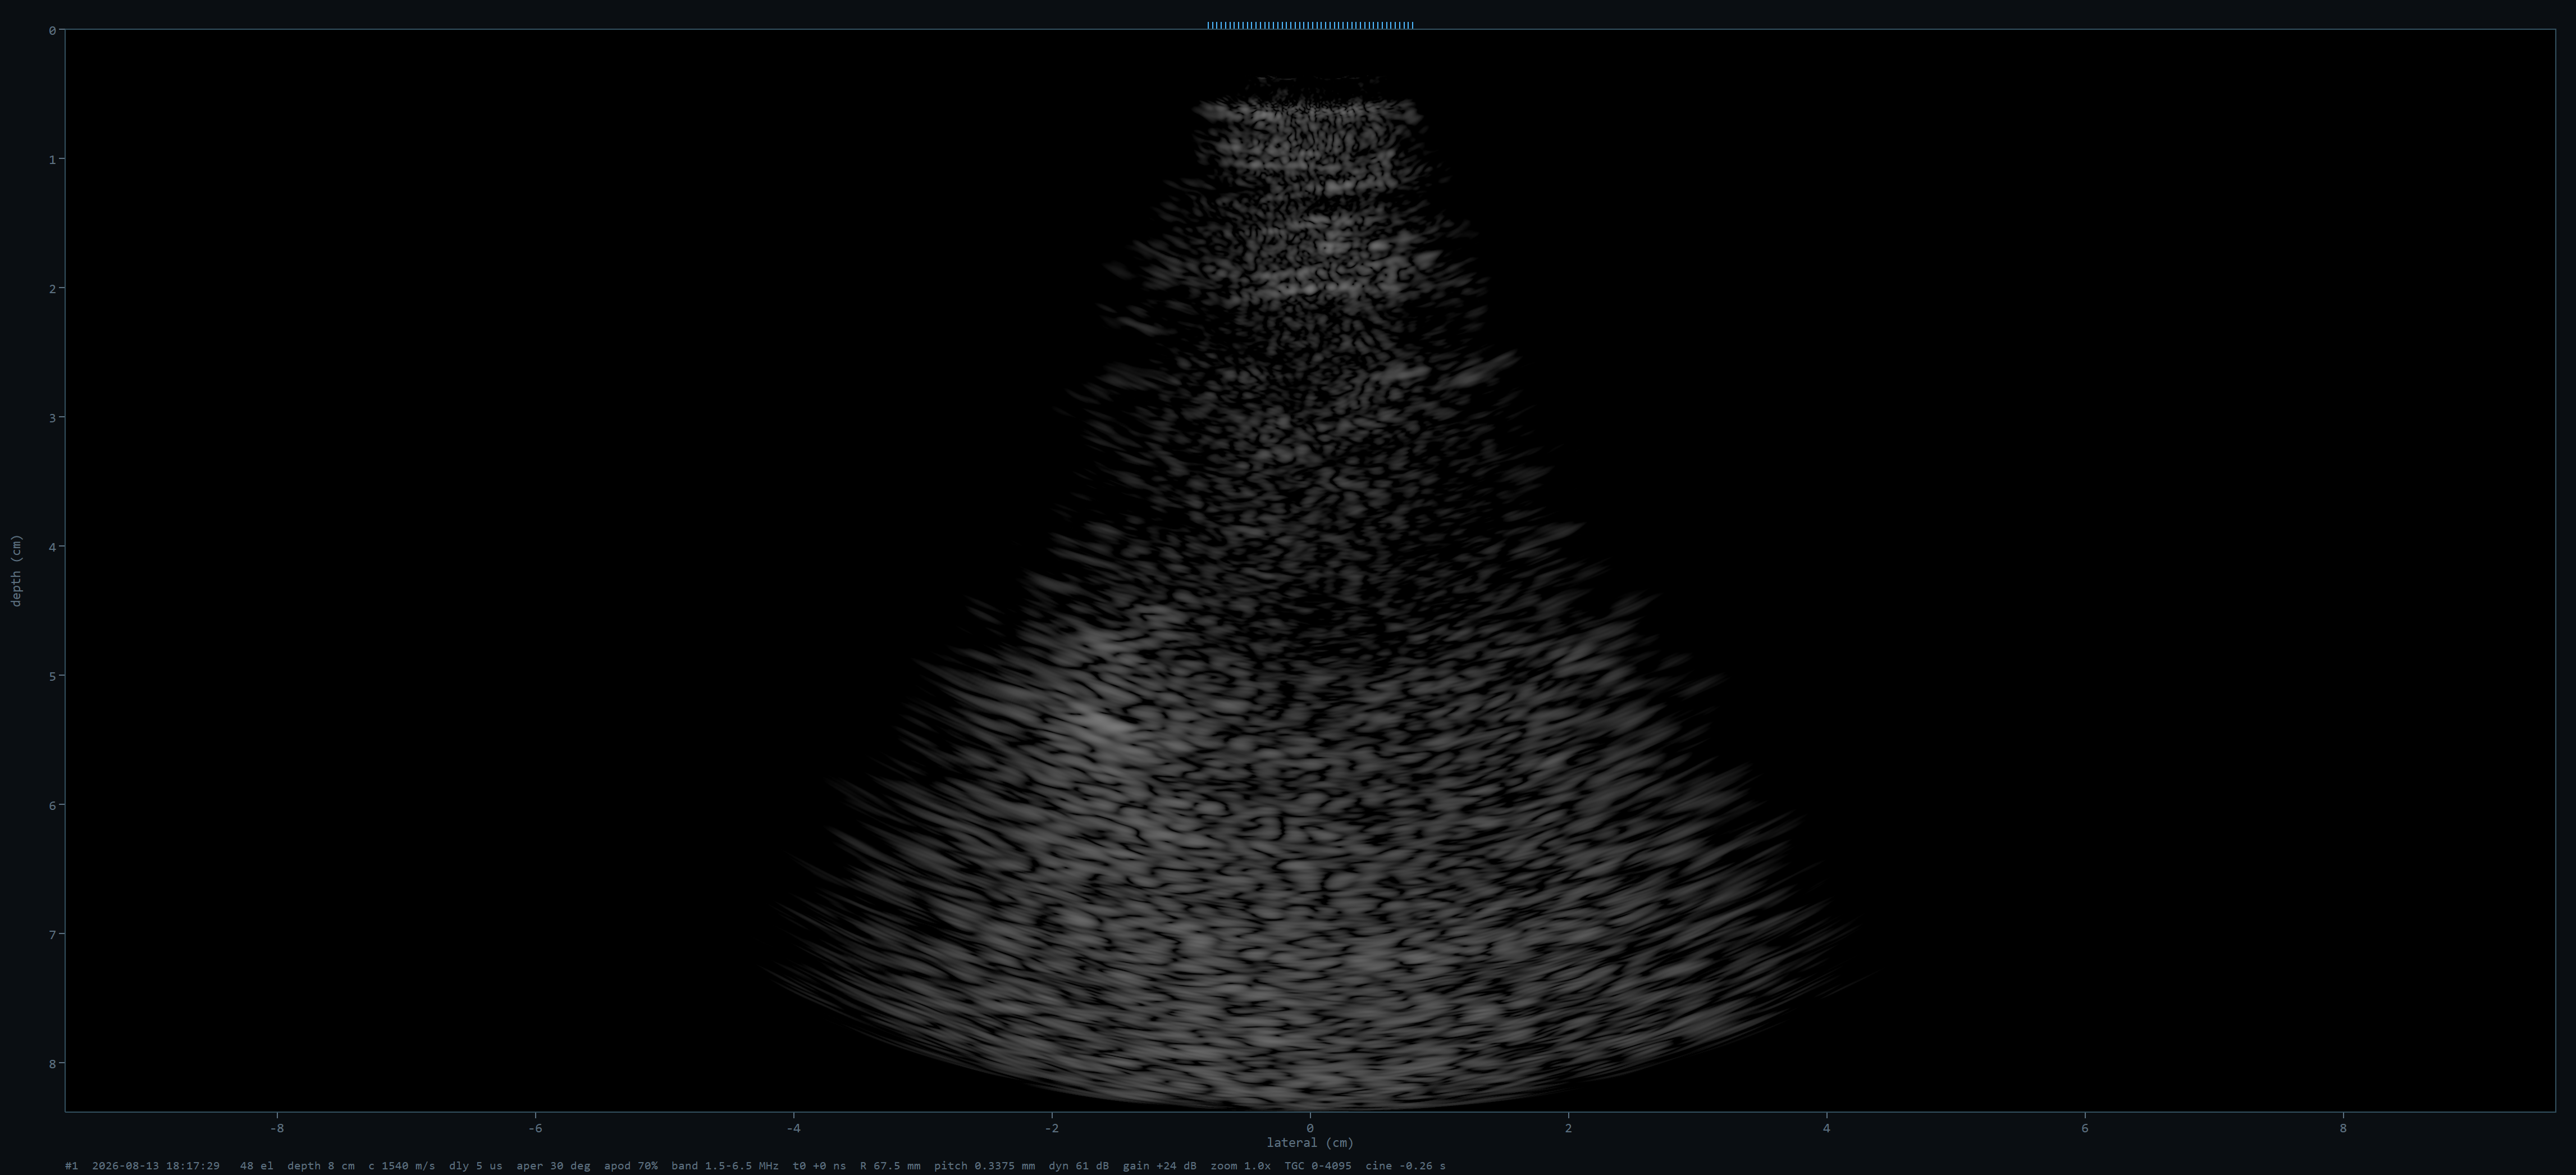 0
1
2
3
4
5
6
7
8
depth (cm)
-8 -6 -4 -2 0 2 4 6 8
lateral (cm)
#1 2026-08-13 18:17:29 48 el depth 8 cm c 1540 m/s dly 5 us aper 30 deg apod 70% band 1.5-6.5 MHz t0 +0 ns R 67.5 mm pitch 0.3375 mm dyn 61 dB gain +24 dB zoom 1.0x TGC 0-4095 cine -0.26 s